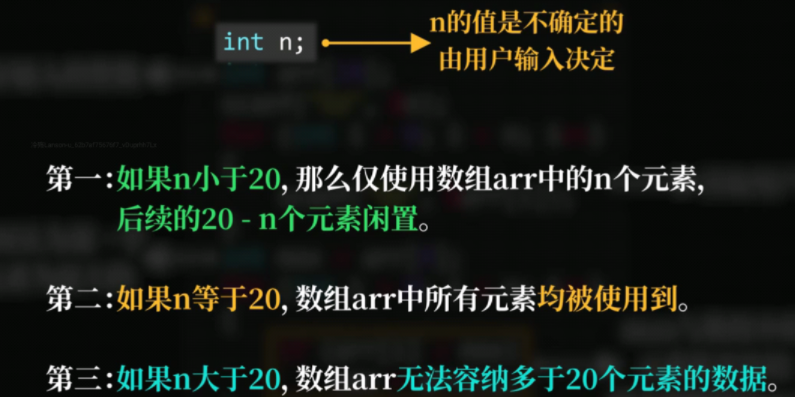 n的值是不确定的
int n;
由用户输入决定
第一:如果n小于20, 那么仅使用数组arr中的n个元素,
后续的20 - n个元素闲置。
第二:如果n等于20, 数组arr中所有元素均被使用到。
第三:如果n大于20, 数组arr无法容纳多于20个元素的数据。